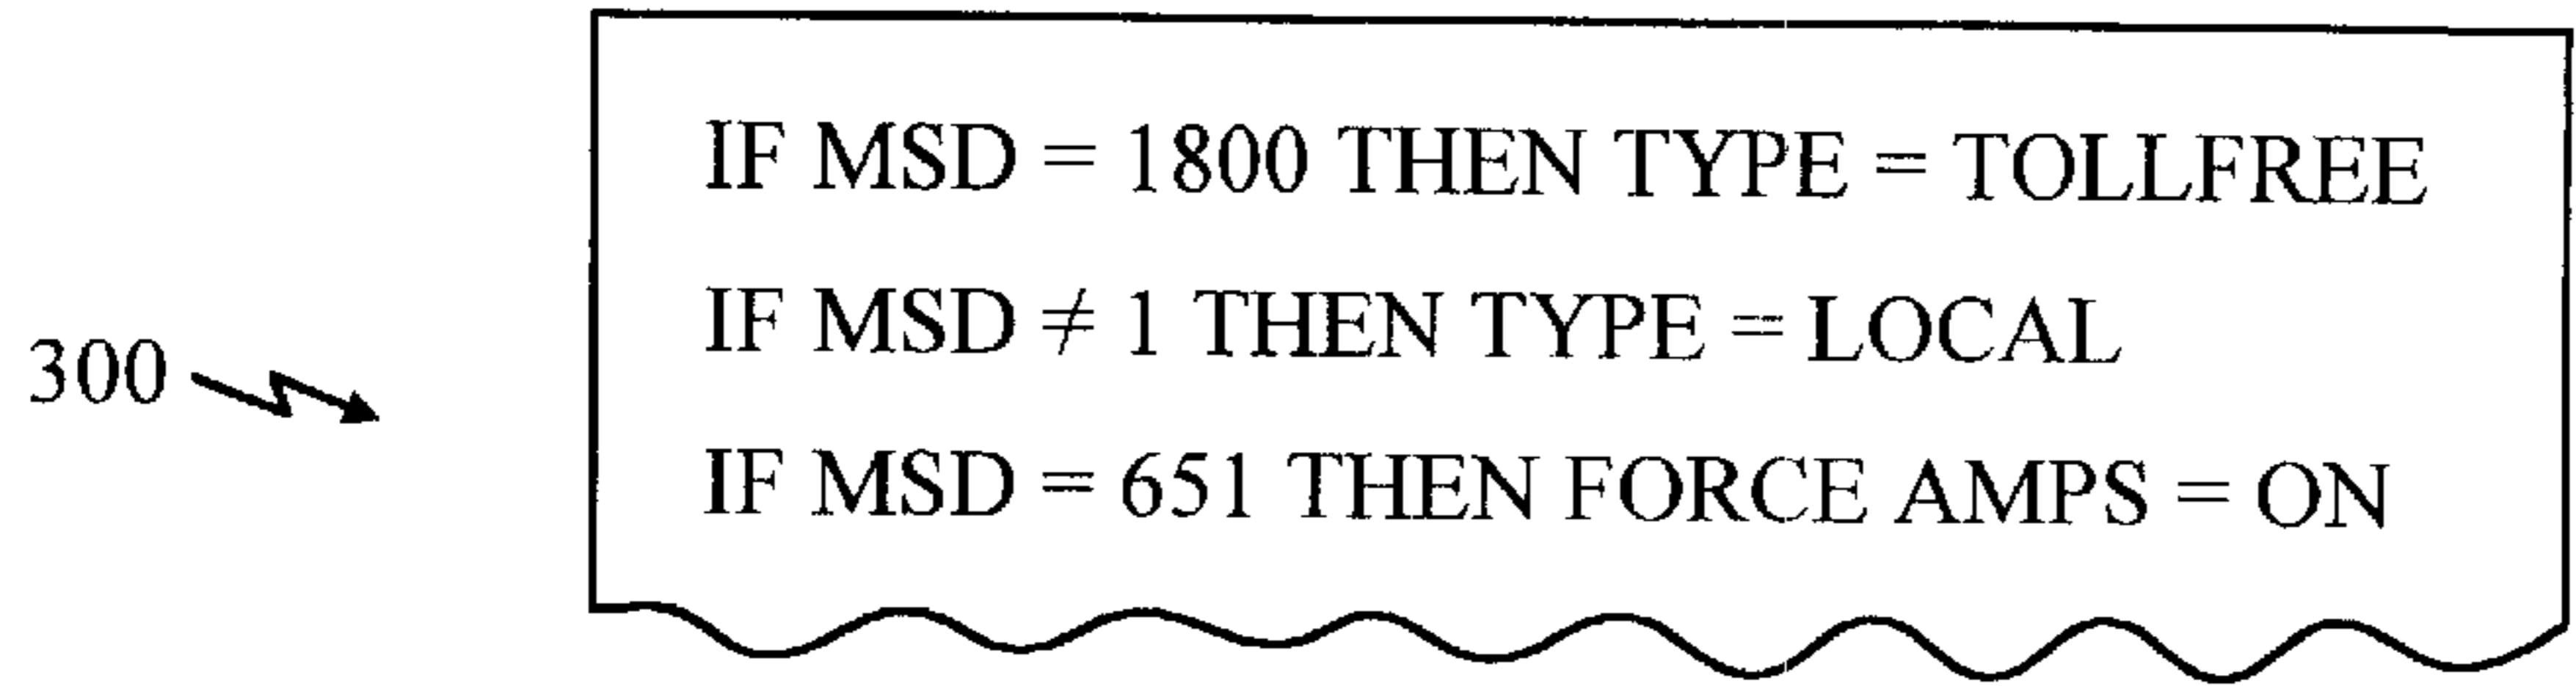 IF MSD = 1800 THEN TYPE = TOLLFREE
IF MSD ≠ 1 THEN TYPE = LOCAL
300
IF MSD = 651 THEN FORCE AMPS = ON